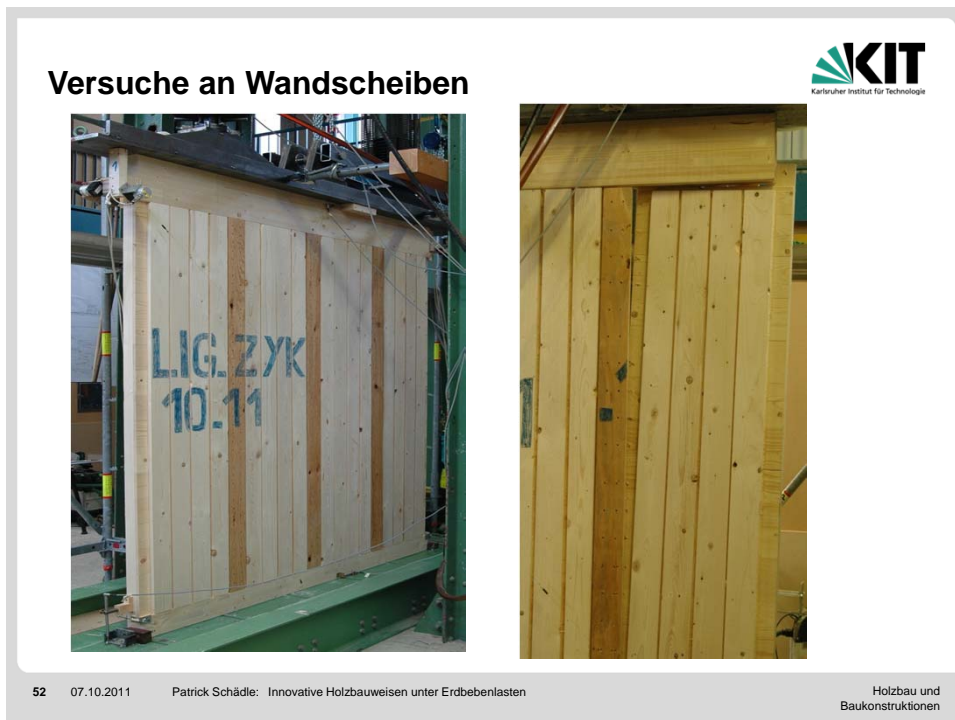 Versuche an Wandscheiben
KIT
Karlsruher Institut für Technologie
1
LIG. ZYK
10.11
52 07.10.2011 Patrick Schädle: Innovative Holzbauweisen unter Erdbebenlasten
Holzbau und
Baukonstruktionen